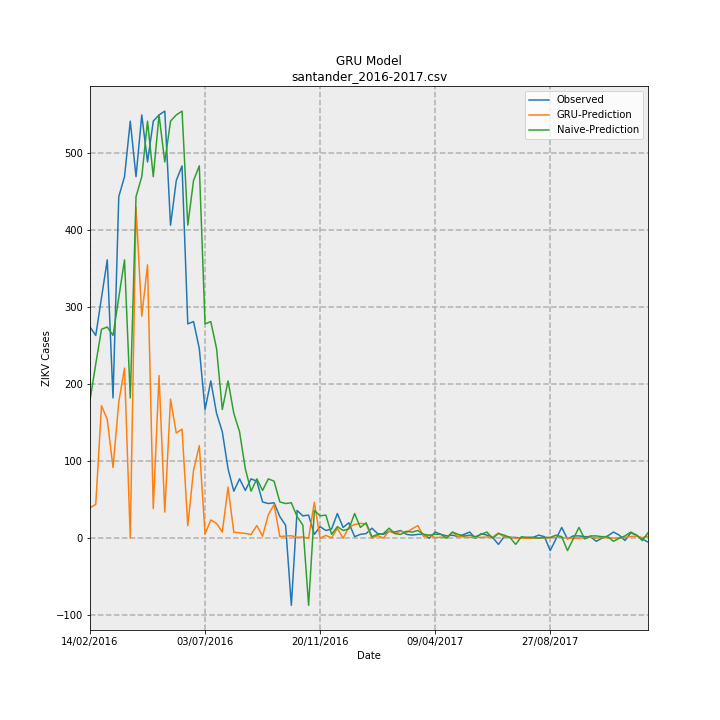 GRU Model
santander_2016-2017.csv
Observed
GRU-Prediction
Naive-Prediction
500
400
300
200
100
0
−100
ZIKV Cases
14/02/2016 03/07/2016 20/11/2016 09/04/2017 27/08/2017
Date